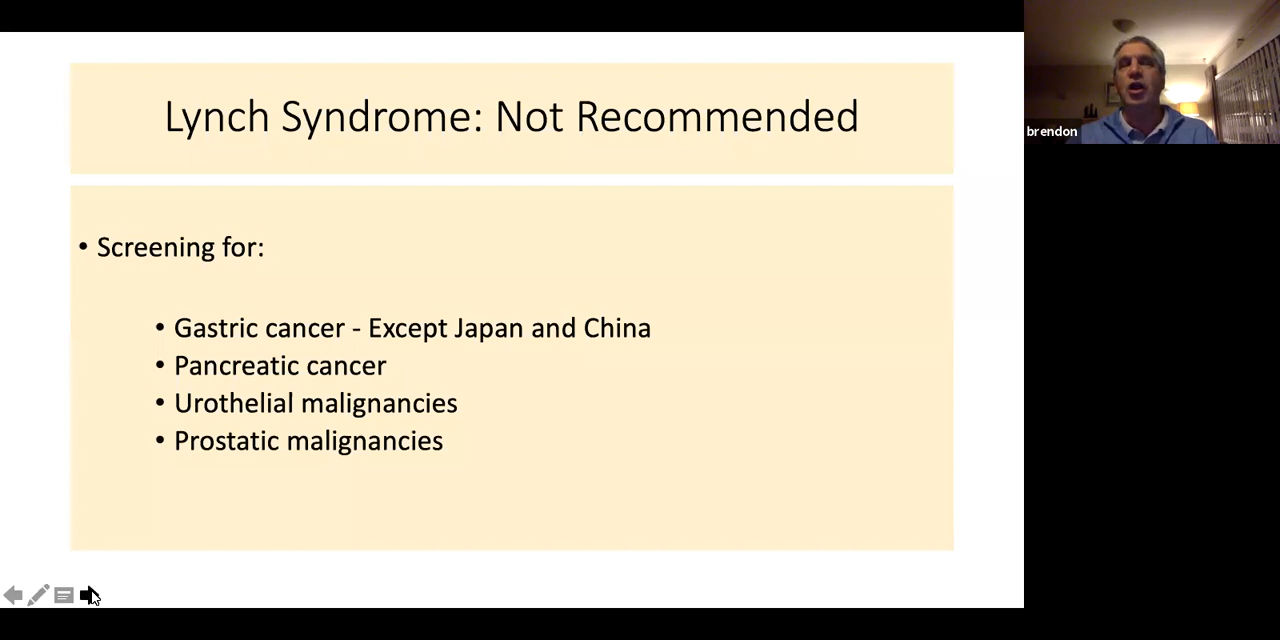 Lynch Syndrome: Not Recommended
• Screening for:
• Gastric cancer - Except Japan and China
• Pancreatic cancer
• Urothelial malignancies
• Prostatic malignancies
brendon